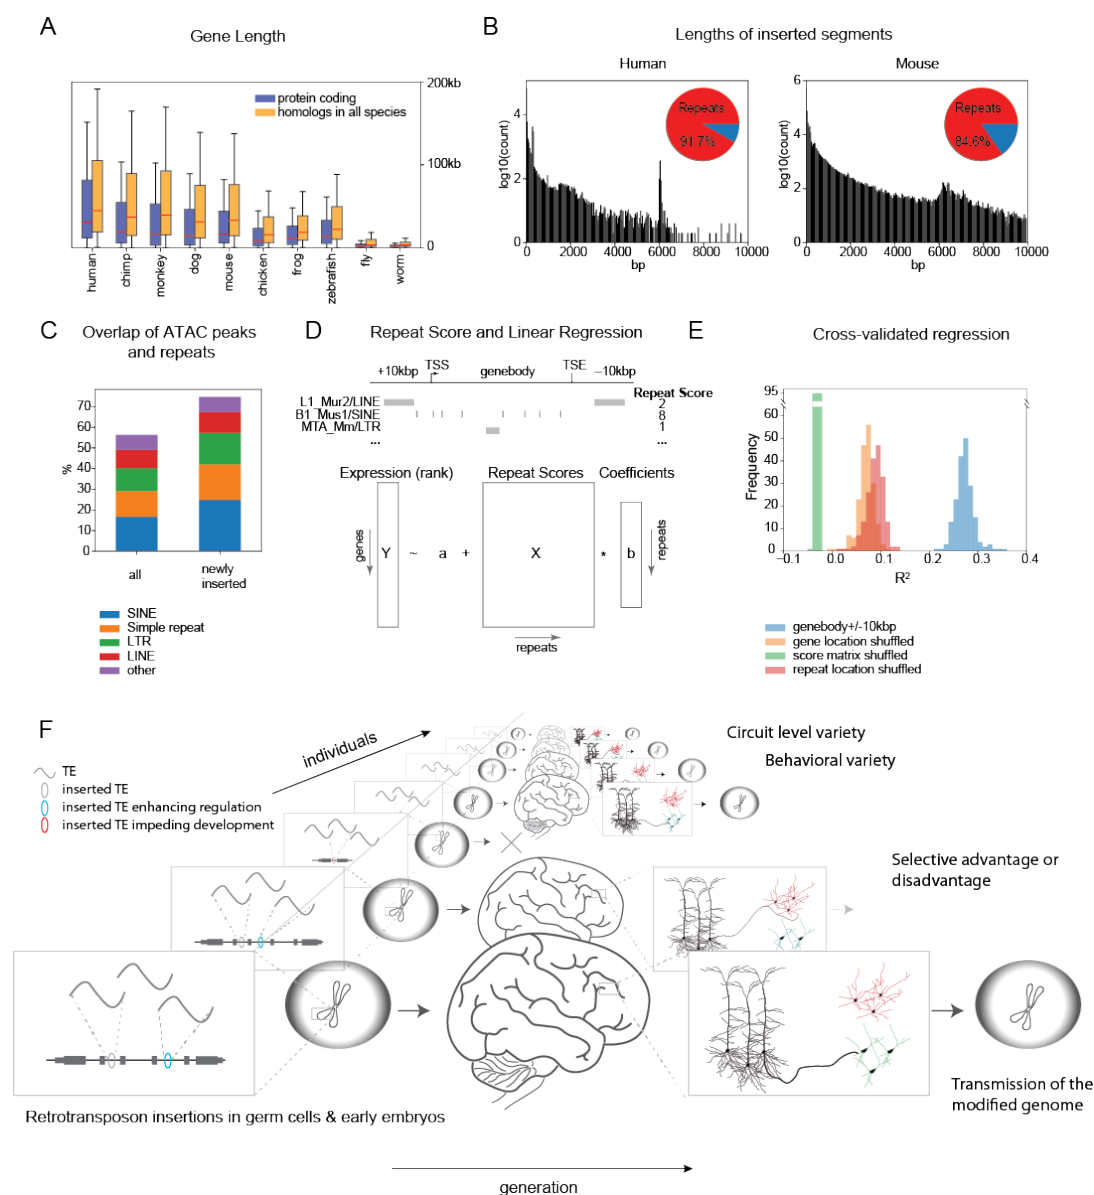 A
Gene Length
200kb
100kb
0
protein coding
homologs in all species
human
chimp
monkey
dog
mouse
chicken
frog
zebrafish
fly
worm
B
Lengths of inserted segments
Human
Mouse
log10(count)
4
2
0
Repeats
91.7%
0 2000 4000 6000 8000 10000
bp
log10(count)
6
4
2
0
Repeats
84.6%
0 2000 4000 6000 8000 10000
bp
C
Overlap of ATAC peaks
and repeats
%
70
60
50
40
30
20
10
0
all
newly
inserted
SINE
Simple repeat
LTR
LINE
other
D
Repeat Score and Linear Regression
+10kbp TSS genebody TSE −10kbp
Repeat Score
L1_Mur2/LINE 2
B1_Mus1/SINE 8
MTA_Mm/LTR 1
... ...
Expression (rank) Repeat Scores Coefficients
genes
Y ~ a + X * b
repeats
repeats
E
Cross-validated regression
Frequency
95
60
50
40
30
20
10
0
−0.1 0.0 0.1 0.2 0.3 0.4
R²
genebody+/-10kbp
gene location shuffled
score matrix shuffled
repeat location shuffled
F
TE
inserted TE
inserted TE enhancing regulation
inserted TE impeding development
individuals
Circuit level variety
Behavioral variety
Selective advantage or
disadvantage
Transmission of the
modified genome
Retrotransposon insertions in germ cells & early embryos
generation